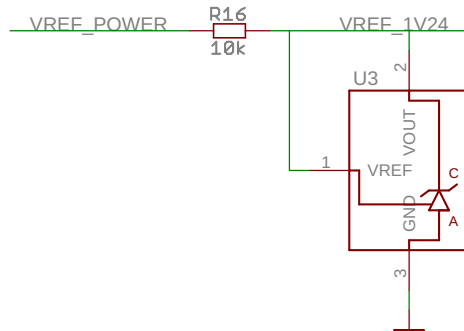 R16
VREF_POWER
VREF_1V24
10k
2
U3
VOUT
1
VREF
C
GND
A
3